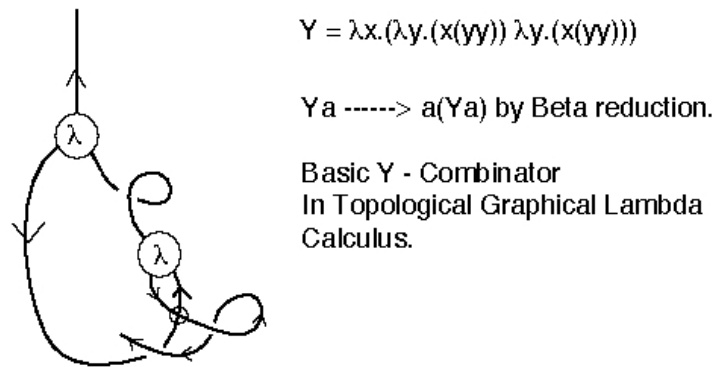 Y = λx.(λy.(x(yy)) λy.(x(yy)))
Ya ------> a(Ya) by Beta reduction.
λ
Basic Y - Combinator
In Topological Graphical Lambda
Calculus.
λ